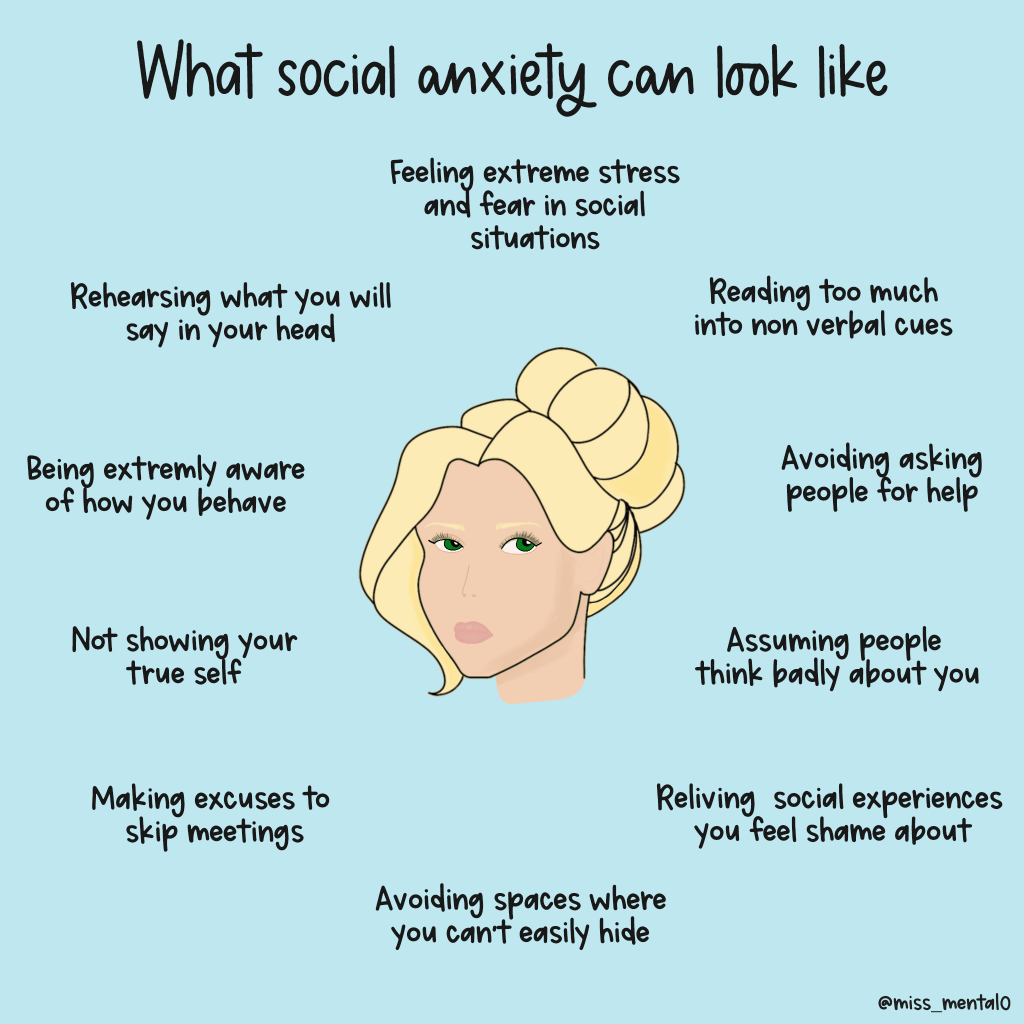 What social anxiety can look like
Feeling extreme stress
and fear in social
situations
Rehearsing what you will
say in your head
Reading too much
into non verbal cues
Being extremly aware
of how you behave
Avoiding asking
people for help
Not showing your
true self
Assuming people
think badly about you
Making excuses to
skip meetings
Reliving social experiences
you feel shame about
Avoiding spaces where
you can't easily hide
@miss_mental0